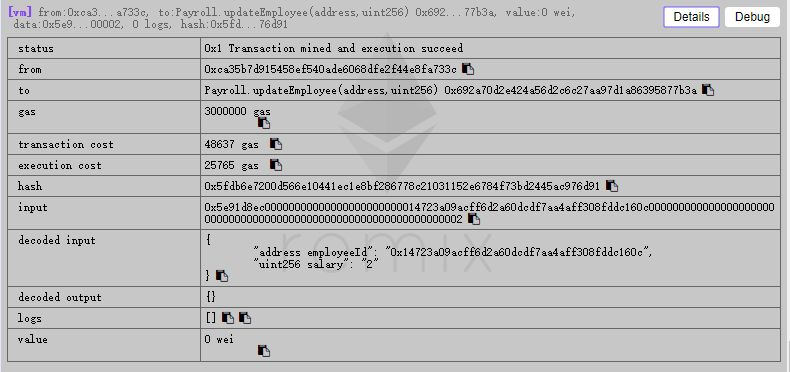 [vm] from:0xca3...a733c, to:Payroll.updateEmployee(address,uint256) 0x692...77b3a, value:0 wei,
data:0x5e9...00002, 0 logs, hash:0x5fd...76d91
Details
Debug
status 0x1 Transaction mined and execution succeed
from 0xca35b7d915458ef540ade6068dfe2f44e8fa733c
to Payroll.updateEmployee(address,uint256) 0x692a70d2e424a56d2c6c27aa97d1a86395877b3a
gas 3000000 gas
transaction cost 48637 gas
execution cost 25765 gas
hash 0x5fdb6e7200d566e10441ec1e8bf286778c21031152e6784f73bd2445ac976d91
input 0x5e91d8ec00000000000000000000000014723a09acff6d2a60dcdf7aa4aff308fddc160c00000000000000000000
00000000000000000000000000000000000000000002
decoded input {
"address employeeId": "0x14723a09acff6d2a60dcdf7aa4aff308fddc160c",
"uint256 salary": "2"
}
decoded output {}
logs []
value 0 wei
remix